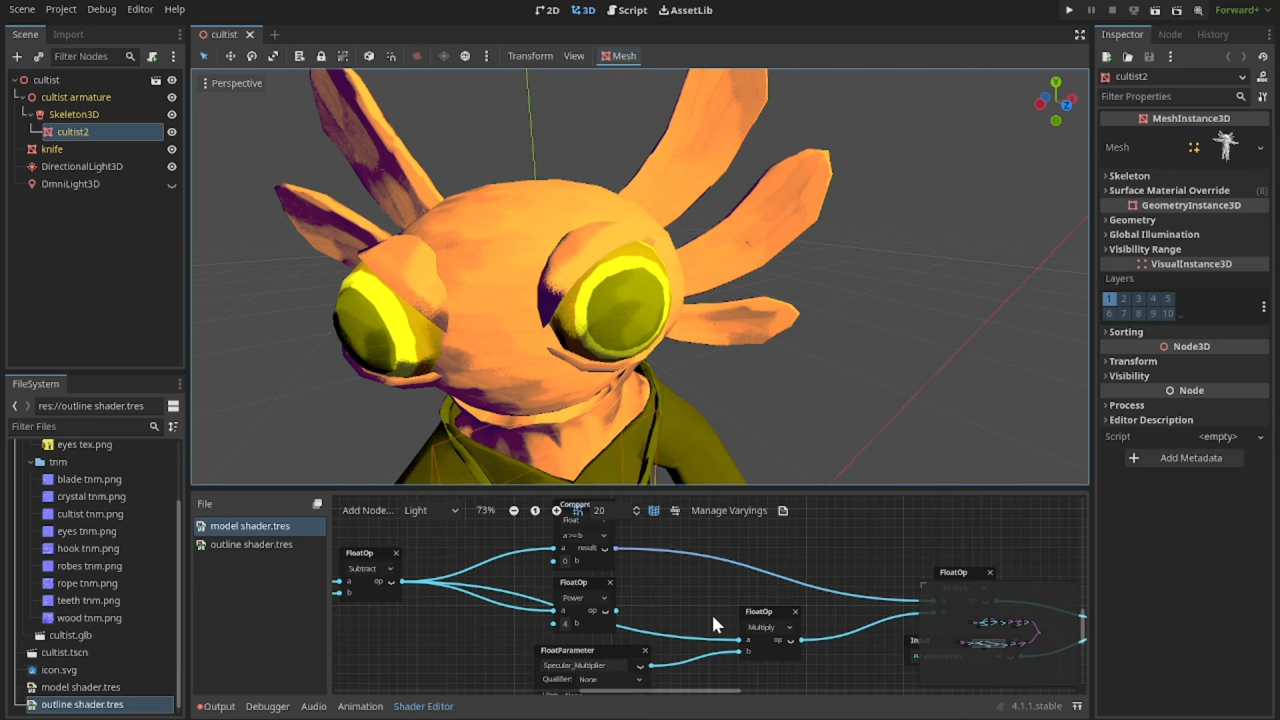 Scene Project Debug Editor Help
2D 3D Script AssetLib
Forward+
Scene Import
Filter Nodes
cultist
cultist armature
Skeleton3D
cultist2
knife
DirectionalLight3D
OmniLight3D
FileSystem
res://outline shader.tres
Filter Files
eyes tex.png
tnm
blade tnm.png
crystal tnm.png
cultist tnm.png
eyes tnm.png
hook tnm.png
robes tnm.png
rope tnm.png
teeth tnm.png
wood tnm.png
cultist.glb
cultist.tscn
icon.svg
model shader.tres
outline shader.tres
cultist
Transform View Mesh
Perspective
Y
Z
File
model shader.tres
outline shader.tres
Add Node... Light 73% 20 Manage Varyings
Compare
Float
a >= b
a result
0 b
FloatOp
Subtract
a op
b
FloatOp
Power
a op
4 b
FloatParameter
Specular_Multiplier
Qualifier: None
FloatOp
Multiply
a op
b
FloatOp
Output Debugger Audio Animation Shader Editor
4.1.1.stable
Inspector Node History
cultist2
Filter Properties
MeshInstance3D
Mesh
Skeleton
Surface Material Override (8)
GeometryInstance3D
Geometry
Global Illumination
Visibility Range
VisualInstance3D
Layers
1 2 3 4 5
6 7 8 9 10
Sorting
Node3D
Transform
Visibility
Node
Process
Editor Description
Script <empty>
Add Metadata